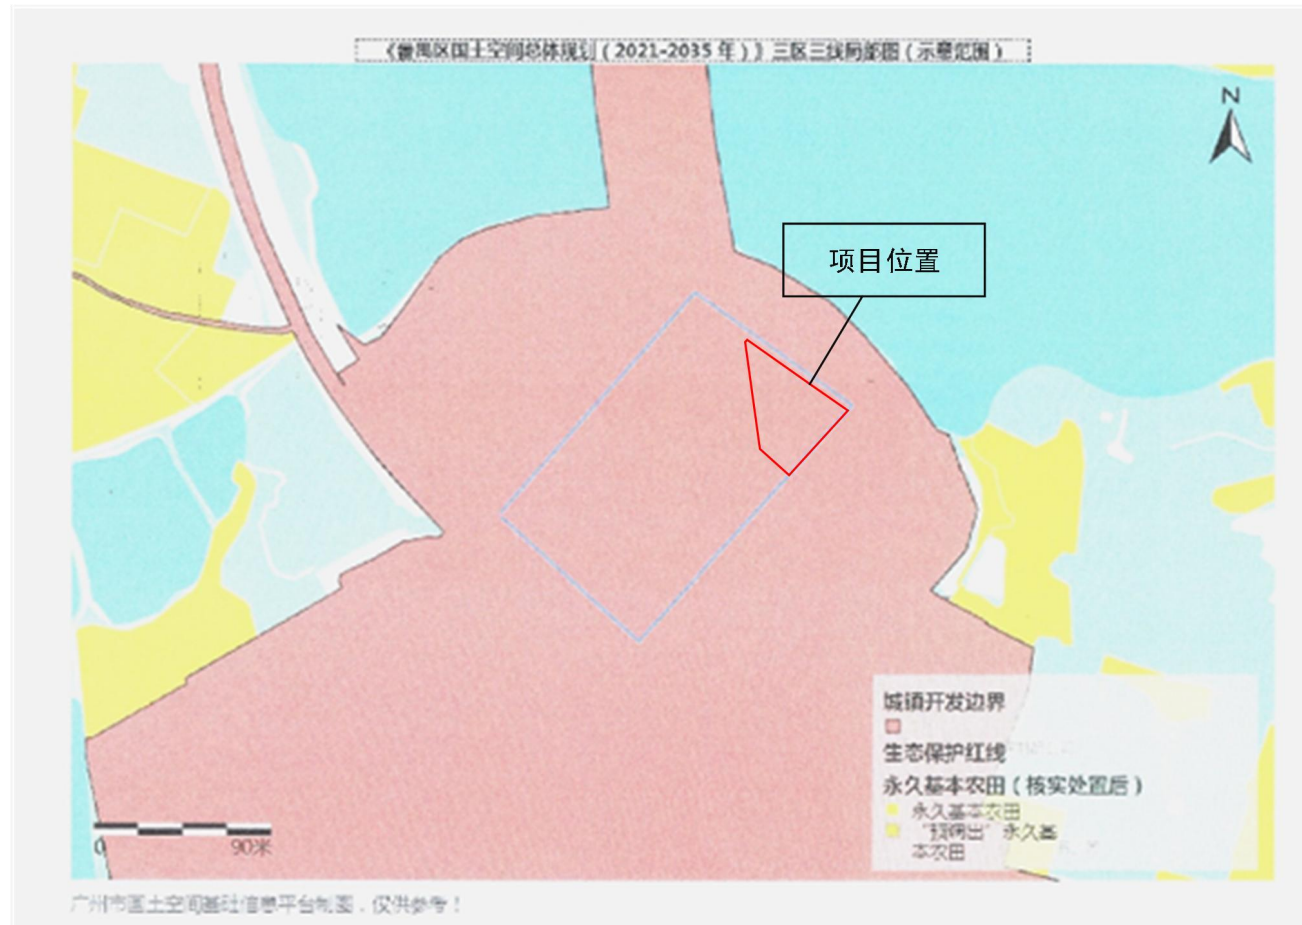 《番禺区国土空间总体规划（2021-2035年）》三区三线局部图（示意范围）
N
项目位置
城镇开发边界
生态保护红线
永久基本农田（核实处置后）
永久基本农田
永久基
本农田
0
90米
广州市国土空间基础信息平台制图，仅供参考！